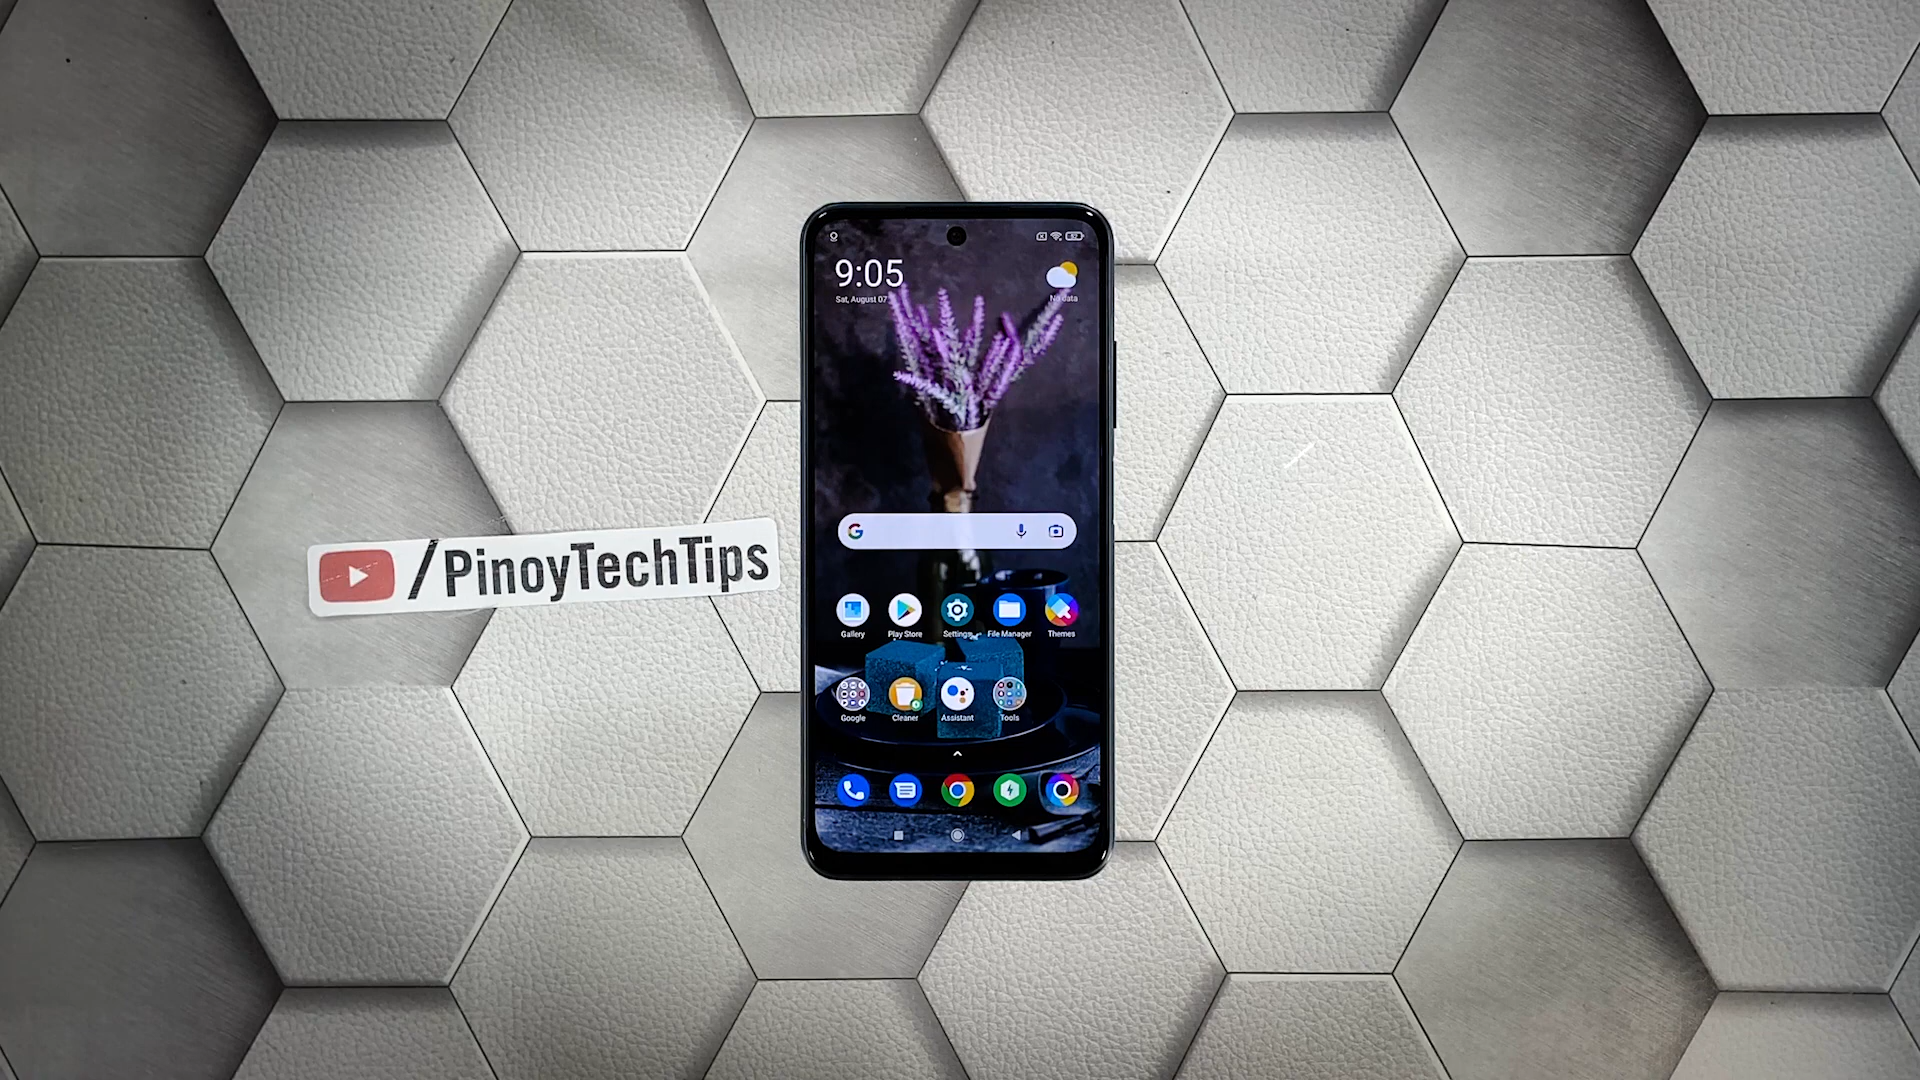 9:05
Sat, August 07
No data
/PinoyTechTips
Gallery
Play Store
Settings
File Manager
Themes
Google
Cleaner
Assistant
Tools